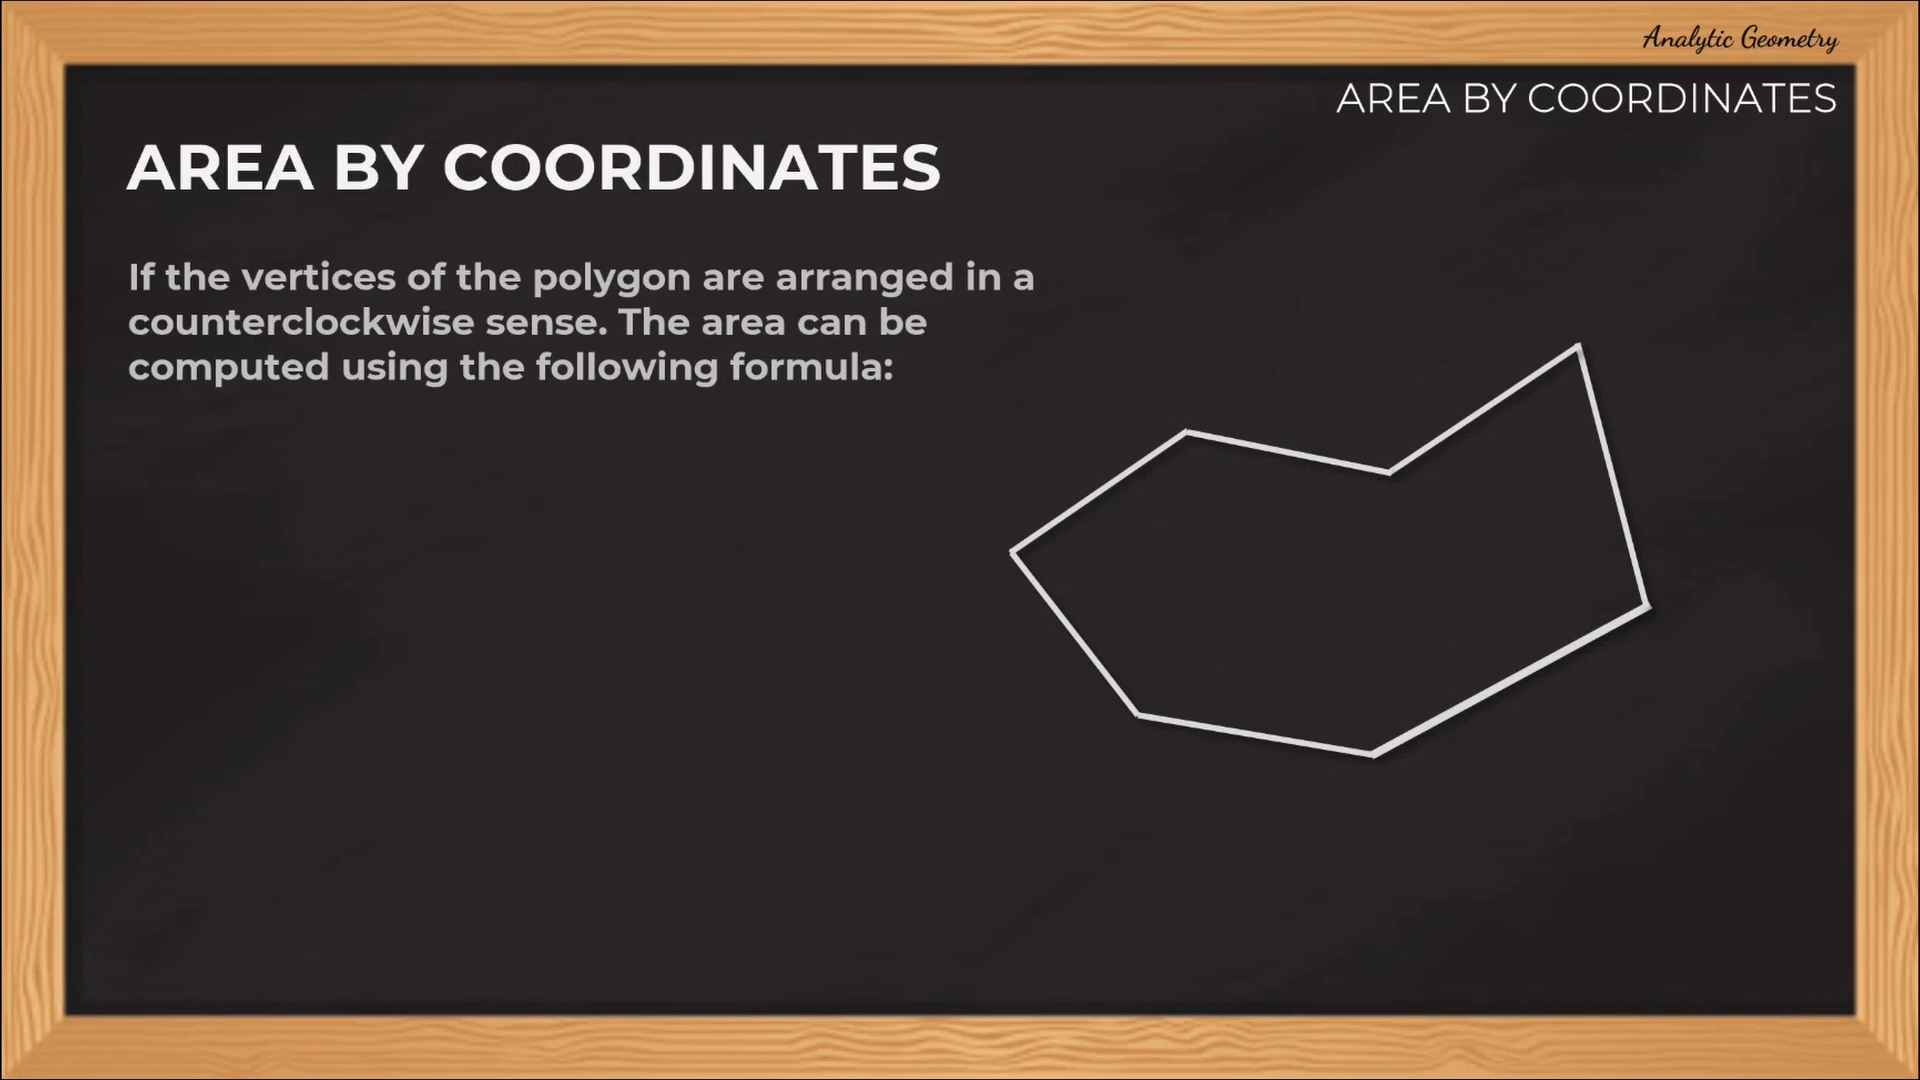 Analytic Geometry
AREA BY COORDINATES
AREA BY COORDINATES
If the vertices of the polygon are arranged in a
counterclockwise sense. The area can be
computed using the following formula: